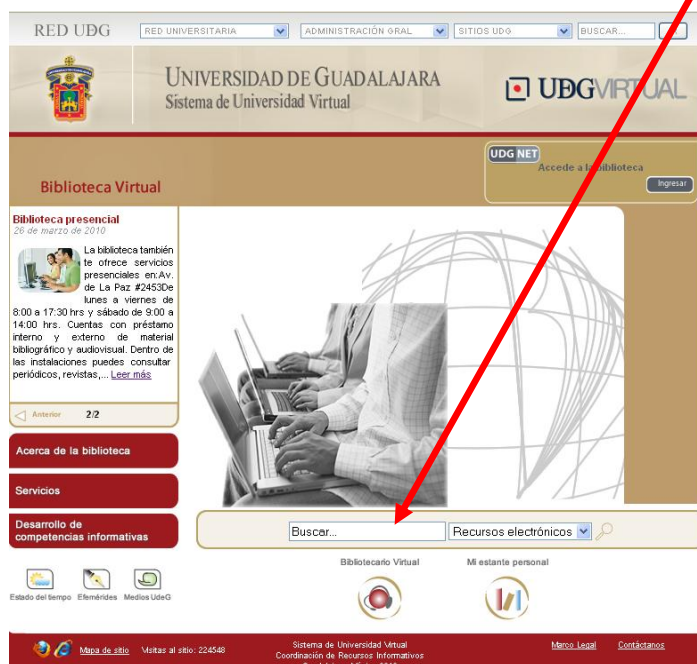 RED UDG
RED UNIVERSITARIA
ADMINISTRACIÓN GRAL
SITIOS UDG
BUSCAR...
UNIVERSIDAD DE GUADALAJARA
Sistema de Universidad Virtual
UDGVIRTUAL
Biblioteca Virtual
UDG NET
Accede a la biblioteca
Ingresar
Biblioteca presencial
26 de marzo de 2010
La biblioteca también
te ofrece servicios
presenciales en:Av.
de La Paz #2453De
lunes a viernes de
8:00 a 17:30 hrs y sábado de 9:00 a
14:00 hrs. Cuentas con préstamo
interno y externo de material
bibliográfico y audiovisual. Dentro de
las instalaciones puedes consultar
periódicos, revistas,... Leer más
Anterior 2/2
Acerca de la biblioteca
Servicios
Desarrollo de
competencias informativas
Buscar...
Recursos electrónicos
Bibliotecario Virtual
Mi estante personal
Estado del tiempo
Efemérides
Medios UdeG
Mapa de sitio
Visitas al sitio: 224548
Sistema de Universidad Virtual
Coordinación de Recursos Informativos
Marco Legal
Contáctanos